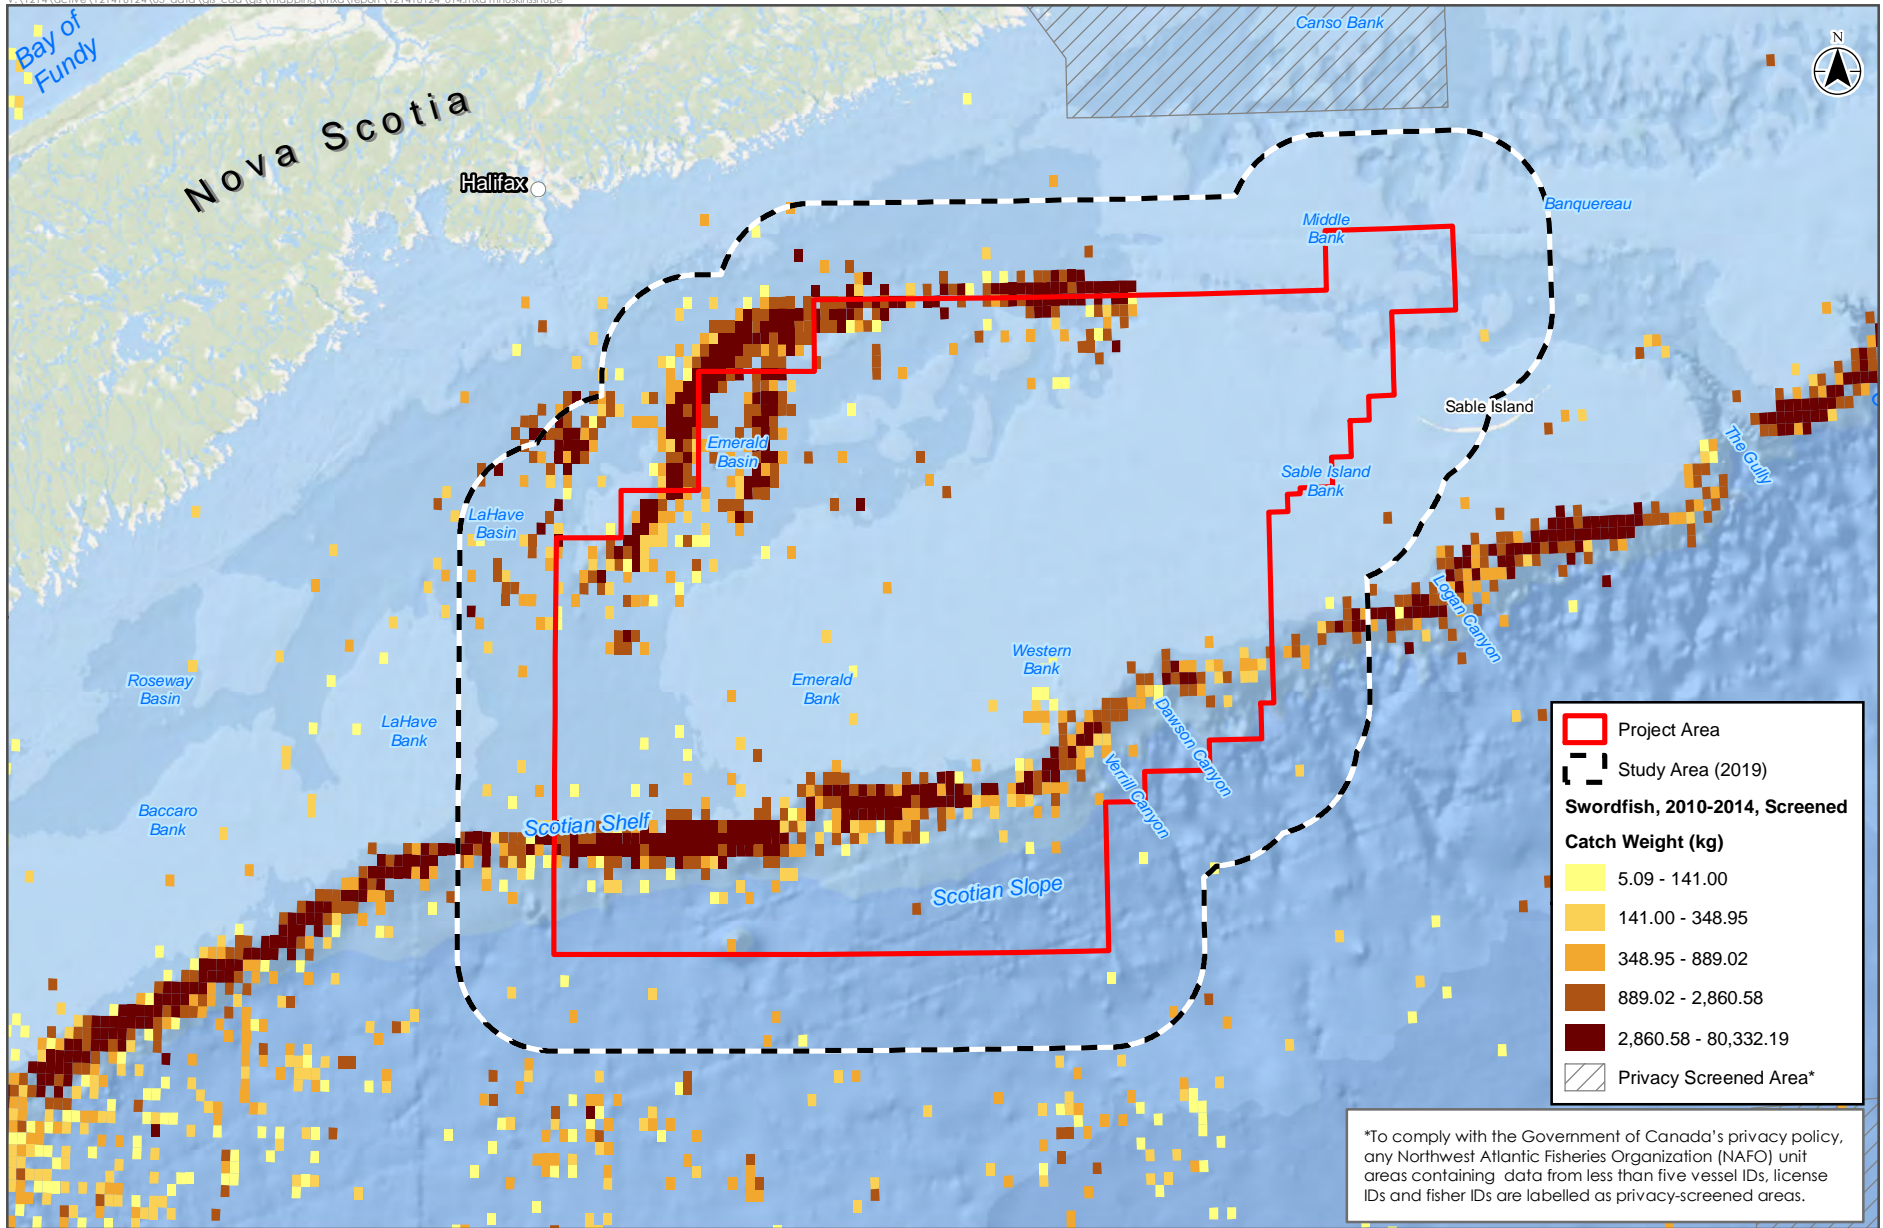 Bay of
Fundy
Nova Scotia
Halifax
Canso Bank
N
Middle
Bank
Banquereau
Sable Island
The Gully
Sable Island
Bank
Emerald
Basin
LaHave
Basin
Logan Canyon
Western
Bank
Emerald
Bank
Roseway
Basin
LaHave
Bank
Dawson Canyon
Verrill Canyon
Baccaro
Bank
Scotian Shelf
Scotian Slope
Project Area
Study Area (2019)
Swordfish, 2010-2014, Screened
Catch Weight (kg)
5.09 - 141.00
141.00 - 348.95
348.95 - 889.02
889.02 - 2,860.58
2,860.58 - 80,332.19
Privacy Screened Area*
*To comply with the Government of Canada's privacy policy,
any Northwest Atlantic Fisheries Organization (NAFO) unit
areas containing data from less than five vessel IDs, license
IDs and fisher IDs are labelled as privacy-screened areas.